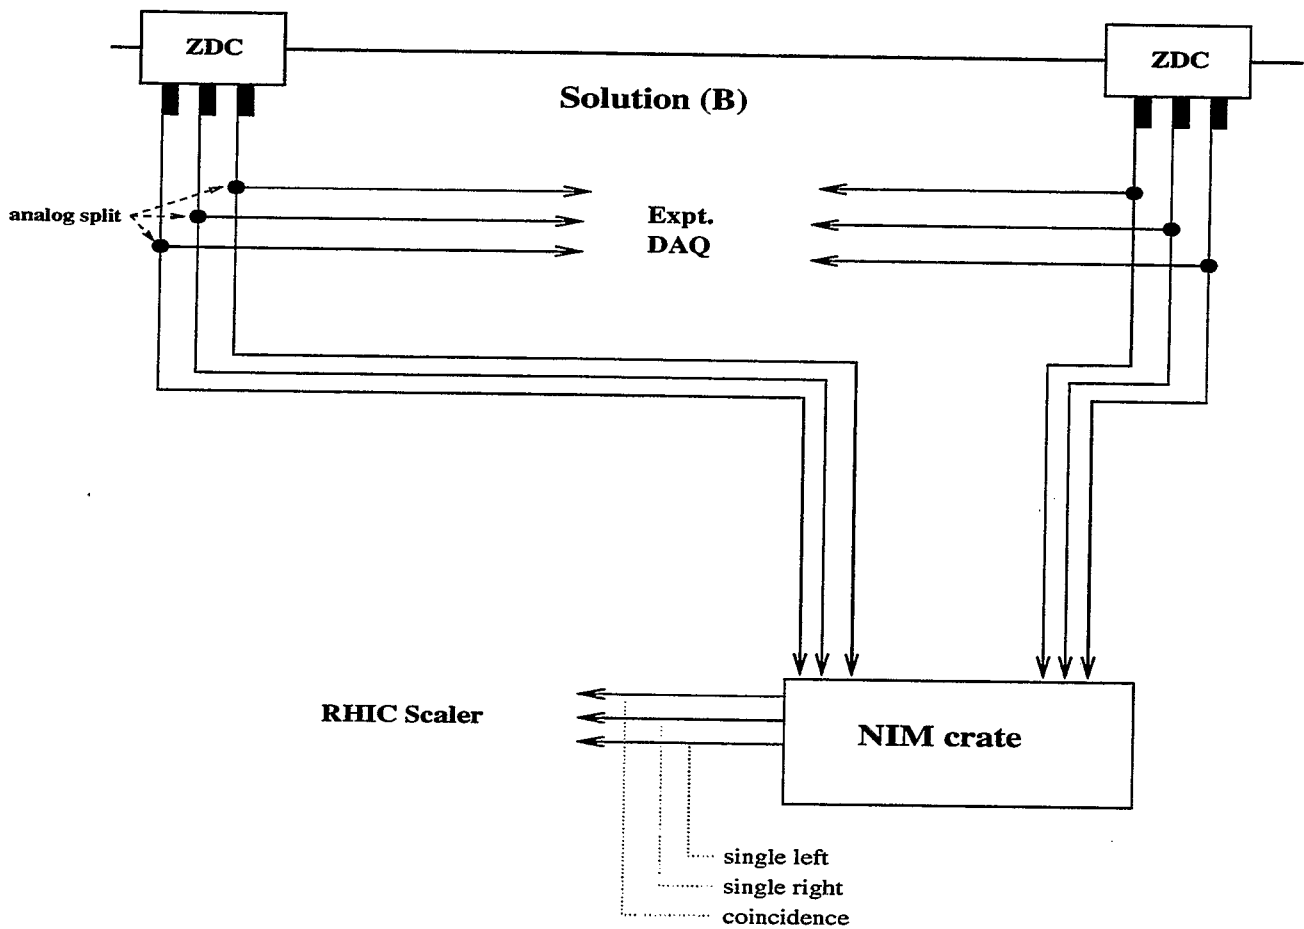 ZDC
ZDC
Solution (B)
analog split
Expt.
DAQ
RHIC Scaler
NIM crate
single left
single right
coincidence